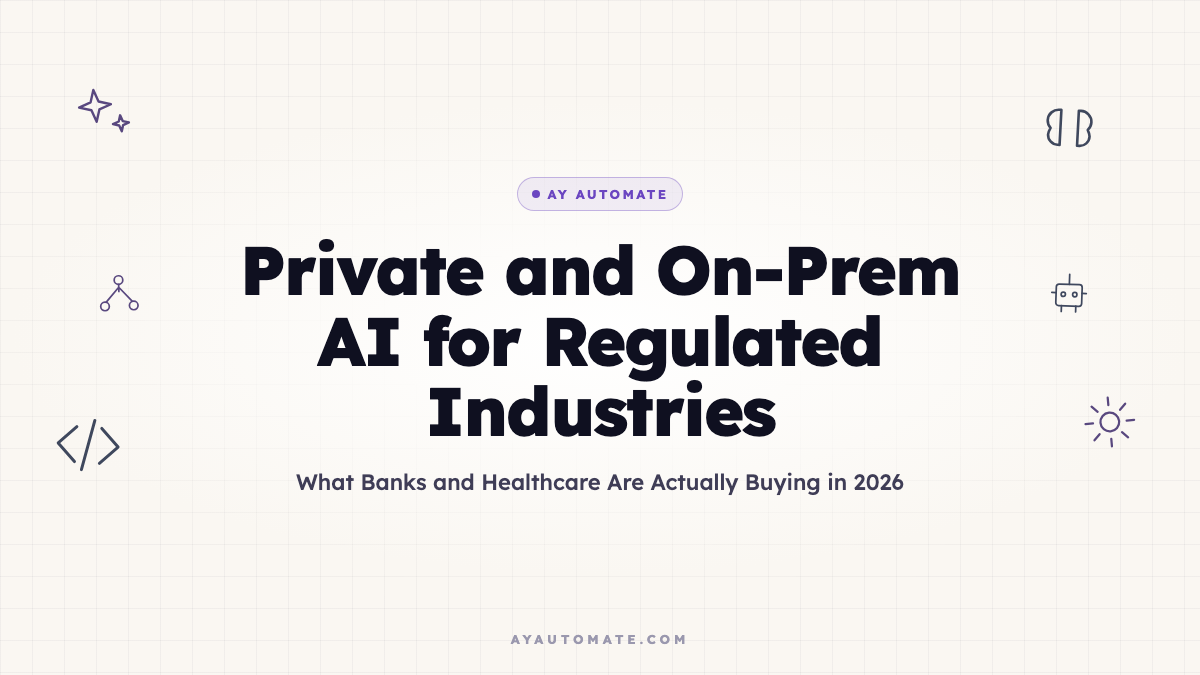 AY AUTOMATE
Private and On-Prem
AI for Regulated
Industries
What Banks and Healthcare Are Actually Buying in 2026
AYAUTOMATE.COM